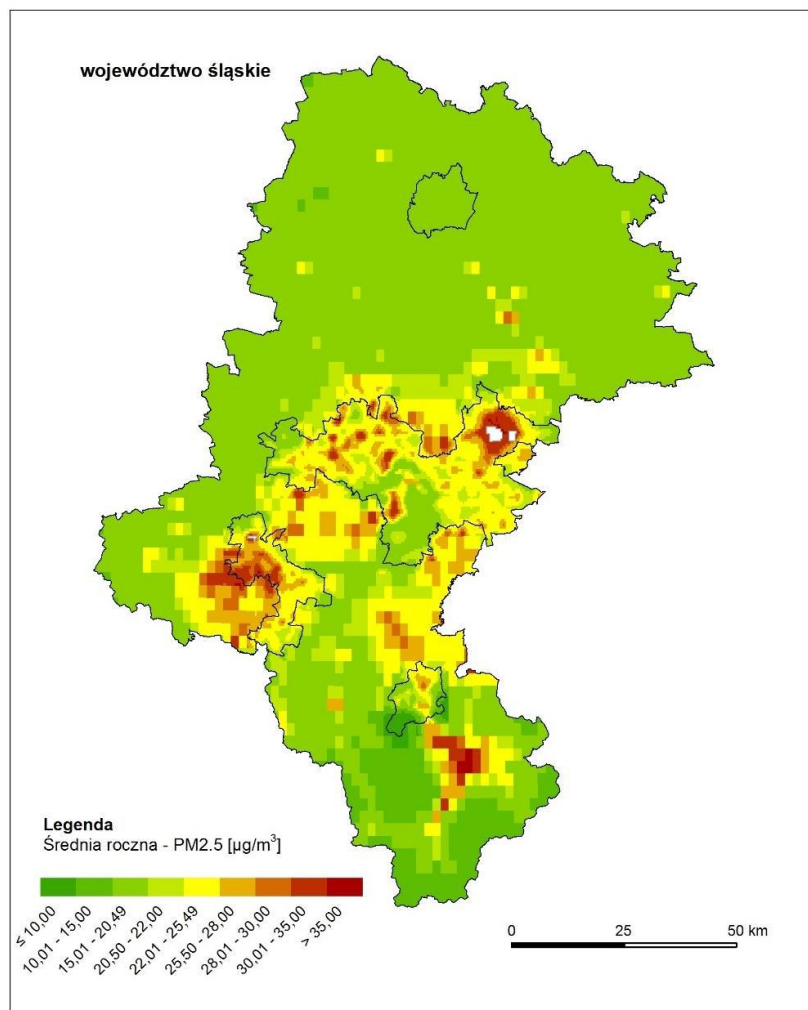 województwo śląskie
Legenda
Średnia roczna - PM2.5 [µg/m³]
≤ 10,00
10,01 - 15,00
15,01 - 20,49
20,50 - 22,00
22,01 - 25,49
25,50 - 28,00
28,01 - 30,00
30,01 - 35,00
> 35,00
0 25 50 km